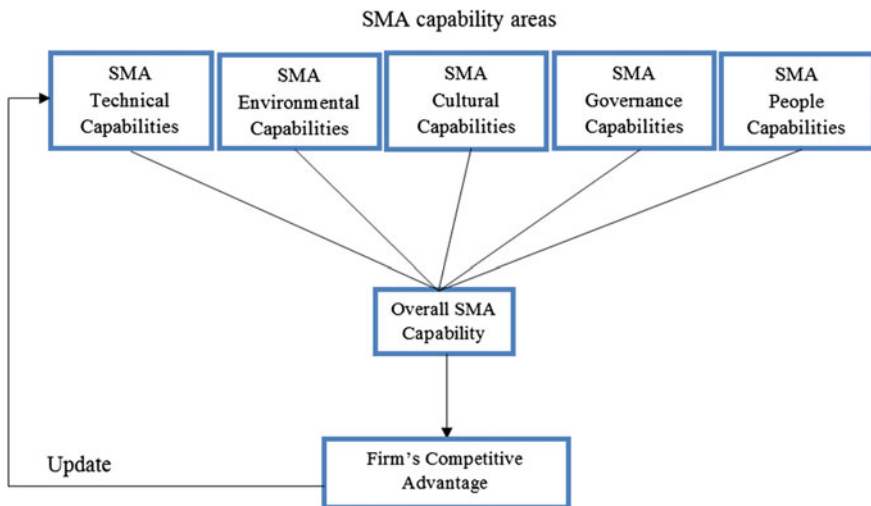 SMA capability areas
SMA
Technical
Capabilities
SMA
Environmental
Capabilities
SMA
Cultural
Capabilities
SMA
Governance
Capabilities
SMA
People
Capabilities
Overall SMA
Capability
Update
Firm's Competitive
Advantage